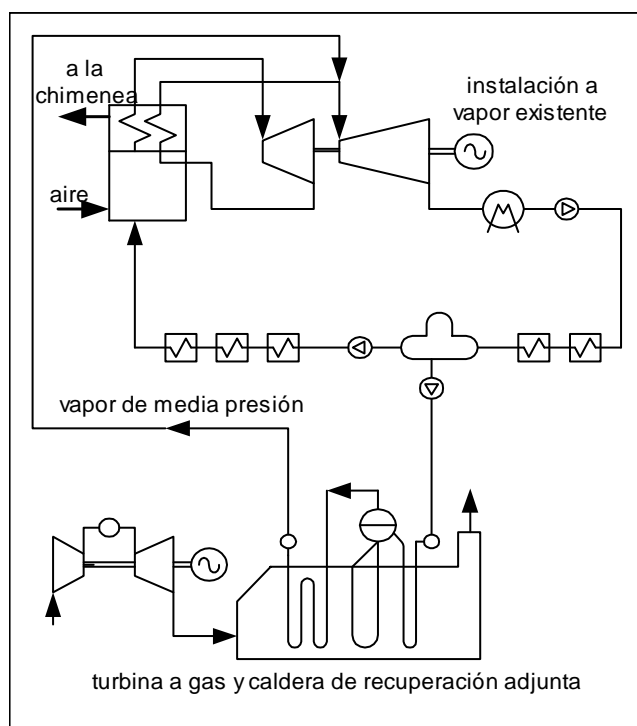 a la
chimenea
instalación a
vapor existente
aire
vapor de media presión
turbina a gas y caldera de recuperación adjunta